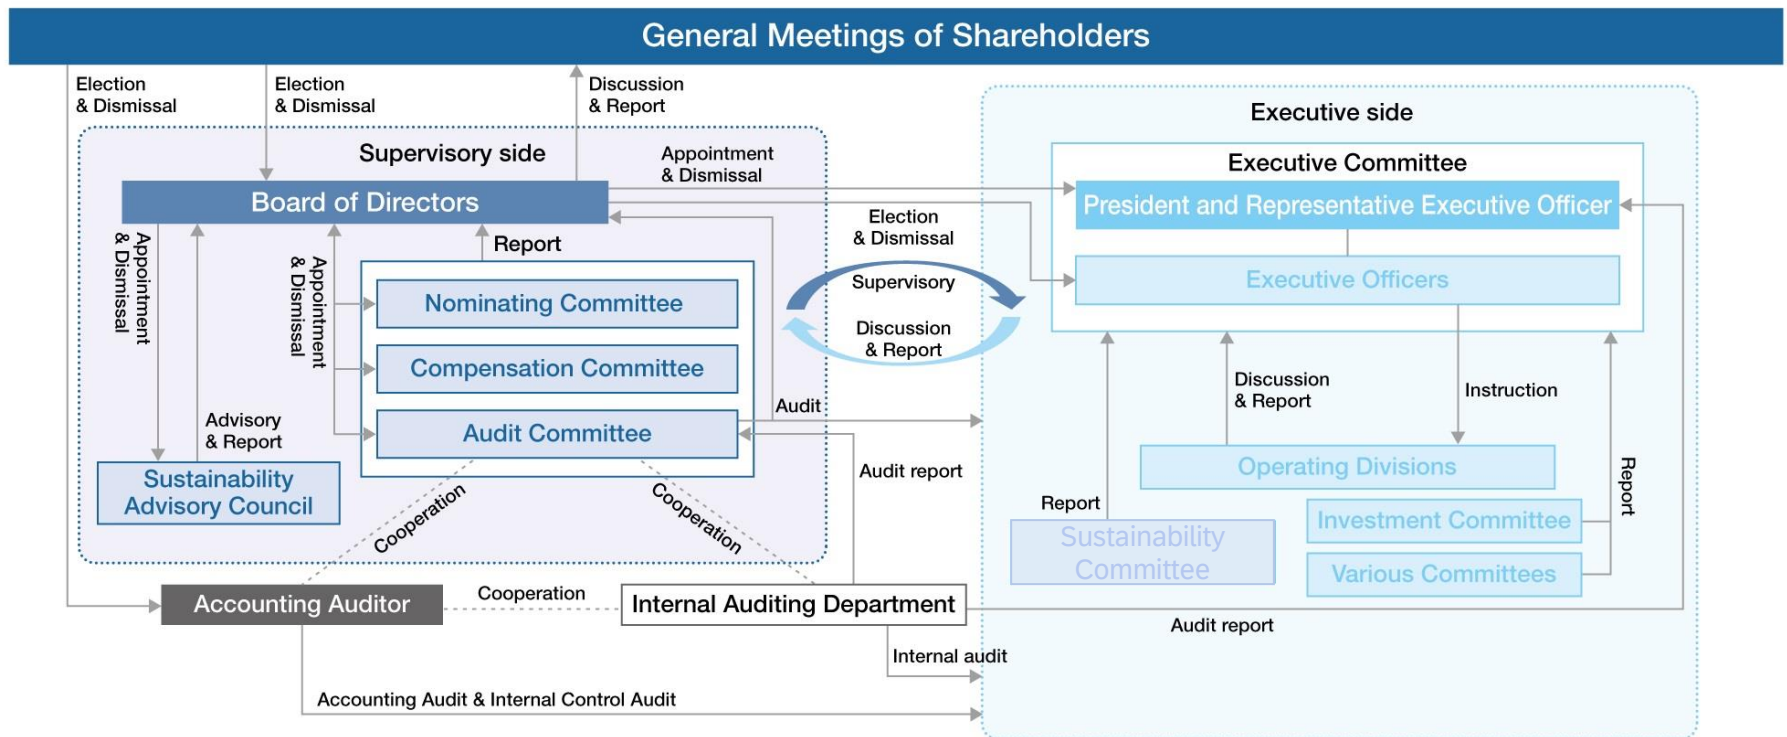 General Meetings of Shareholders
Election
& Dismissal
Election
& Dismissal
Discussion
& Report
Supervisory side
Board of Directors
Appointment
& Dismissal
Appointment
& Dismissal
Report
Appointment
& Dismissal
Nominating Committee
Compensation Committee
Audit Committee
Advisory
& Report
Sustainability
Advisory Council
Cooperation
Cooperation
Election
& Dismissal
Supervisory
Discussion
& Report
Audit
Audit report
Executive side
Executive Committee
President and Representative Executive Officer
Executive Officers
Discussion
& Report
Instruction
Operating Divisions
Report
Sustainability
Committee
Investment Committee
Various Committees
Report
Accounting Auditor
Cooperation
Internal Auditing Department
Audit report
Internal audit
Accounting Audit & Internal Control Audit